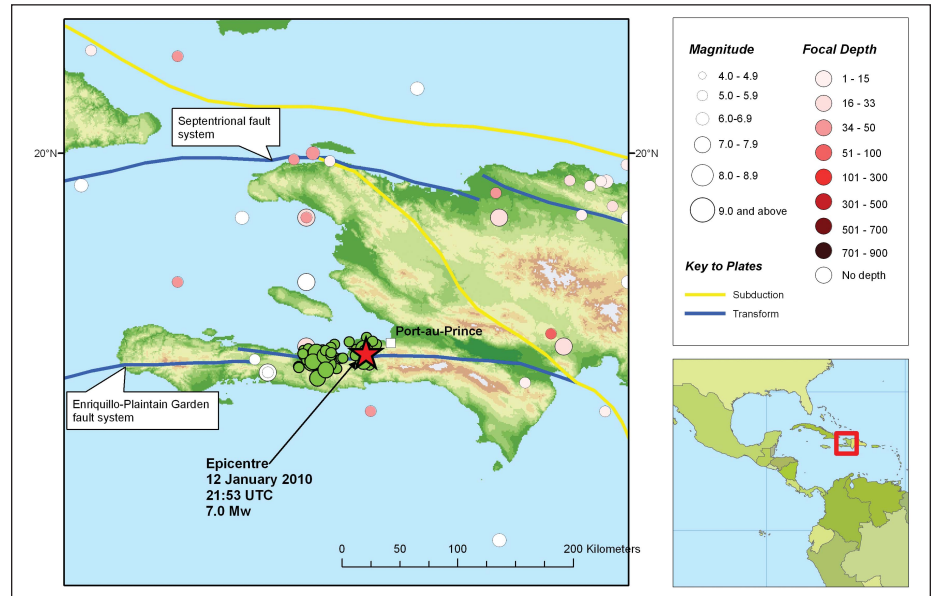 Septentrional fault
system
20°N
20°N
Port-au-Prince
Enriquillo-Plaintain Garden
fault system
Epicentre
12 January 2010
21:53 UTC
7.0 Mw
0 50 100 200 Kilometers
Magnitude
4.0 - 4.9
5.0 - 5.9
6.0-6.9
7.0 - 7.9
8.0 - 8.9
9.0 and above
Focal Depth
1 - 15
16 - 33
34 - 50
51 - 100
101 - 300
301 - 500
501 - 700
701 - 900
No depth
Key to Plates
Subduction
Transform